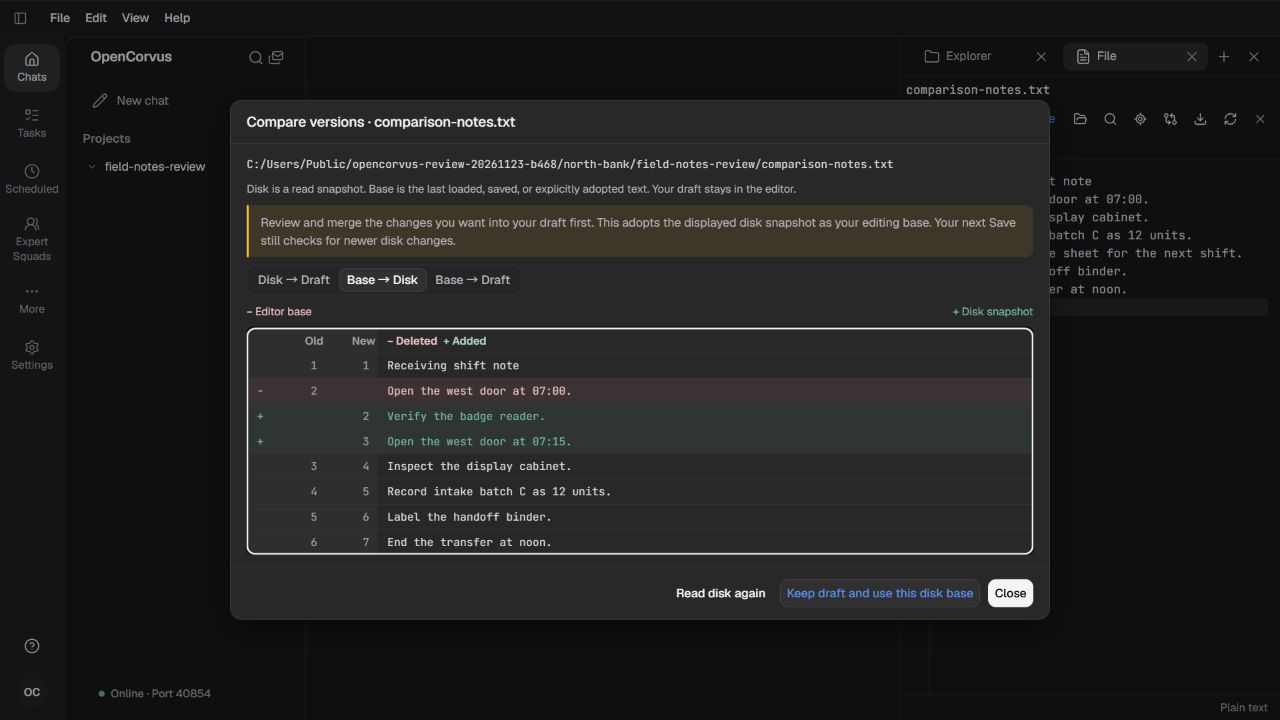 File Edit View Help
Chats
Tasks
Scheduled
Expert
Squads
More
Settings
OC
OpenCorvus
New chat
Projects
field-notes-review
Online · Port 40854
Explorer
File
comparison-notes.txt
note
door at 07:00.
display cabinet.
batch C as 12 units.
sheet for the next shift.
binder.
at noon.
Plain text
Compare versions · comparison-notes.txt
C:/Users/Public/opencorvus-review-20261123-b468/north-bank/field-notes-review/comparison-notes.txt
Disk is a read snapshot. Base is the last loaded, saved, or explicitly adopted text. Your draft stays in the editor.
Review and merge the changes you want into your draft first. This adopts the displayed disk snapshot as your editing base. Your next Save
still checks for newer disk changes.
Disk → Draft Base → Disk Base → Draft
− Editor base + Disk snapshot
Old New − Deleted + Added
1 1 Receiving shift note
- 2 Open the west door at 07:00.
+ 2 Verify the badge reader.
+ 3 Open the west door at 07:15.
3 4 Inspect the display cabinet.
4 5 Record intake batch C as 12 units.
5 6 Label the handoff binder.
6 7 End the transfer at noon.
Read disk again Keep draft and use this disk base Close